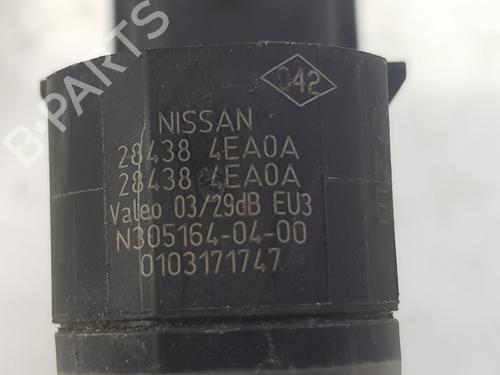 042
NISSAN
28438 4EA0A
28438 4EA0A
Valeo 03/29dB EU3
N305164-04-00
0103171747
B-PARTS